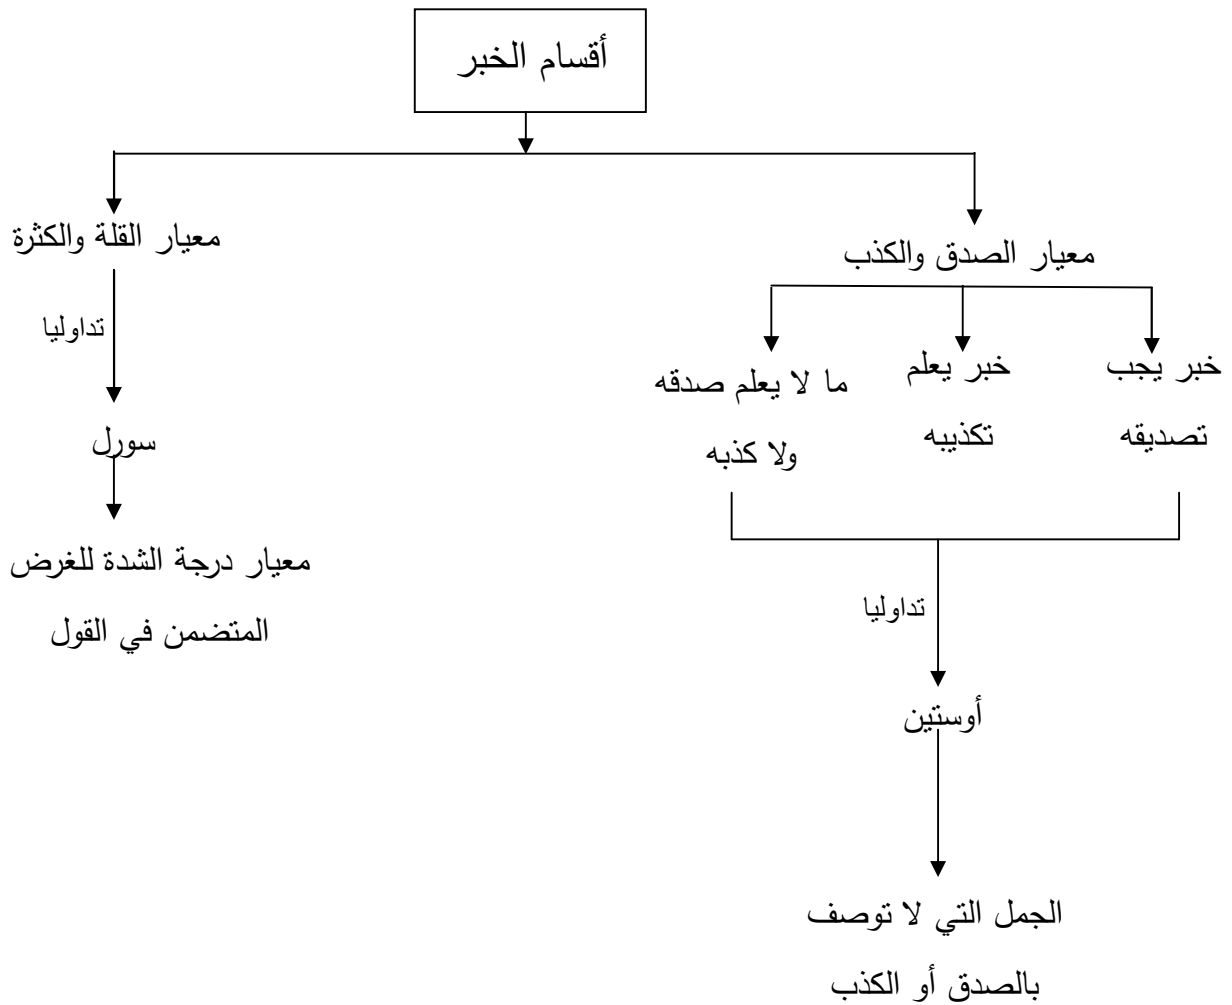 أقسام الخبر
معيار الصدق والكذب
معيار القلة والكثرة
خبر يجب
تصديقه
خبر يعلم
تكذيبه
ما لا يعلم صدقه
ولا كذبه
تداوليا
أوستين
الجمل التي لا توصف
بالصدق أو الكذب
تداوليا
سورل
معيار درجة الشدة للغرض
المتضمن في القول